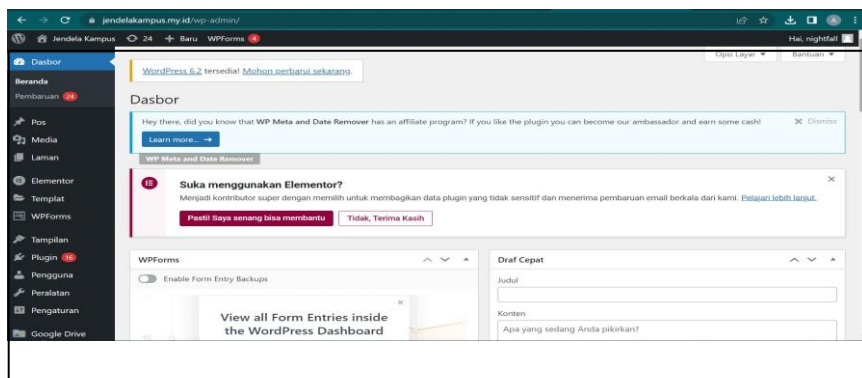 jendelakampus.my.id/wp-admin/
Jendela Kampus 24 Baru WPForms 4 Hai, nightfall
Opsi Layar Bantuan
Dasbor
Beranda
Pembaruan 24
Pos
Media
Laman
Elementor
Templat
WPForms
Tampilan
Plugin 16
Pengguna
Peralatan
Pengaturan
Google Drive
WordPress 6.2 tersedia! Mohon perbarui sekarang.
Dasbor
Hey there, did you know that WP Meta and Date Remover has an affiliate program? If you like the plugin you can become our ambassador and earn some cash! Dismiss
Learn more... →
WP Meta and Date Remover
Suka menggunakan Elementor?
Menjadi kontributor super dengan memilih untuk membagikan data plugin yang tidak sensitif dan menerima pembaruan email berkala dari kami. Pelajari lebih lanjut.
Pasti! Saya senang bisa membantu Tidak, Terima Kasih
WPForms
Enable Form Entry Backups
View all Form Entries inside
the WordPress Dashboard
Draf Cepat
Judul
Konten
Apa yang sedang Anda pikirkan?